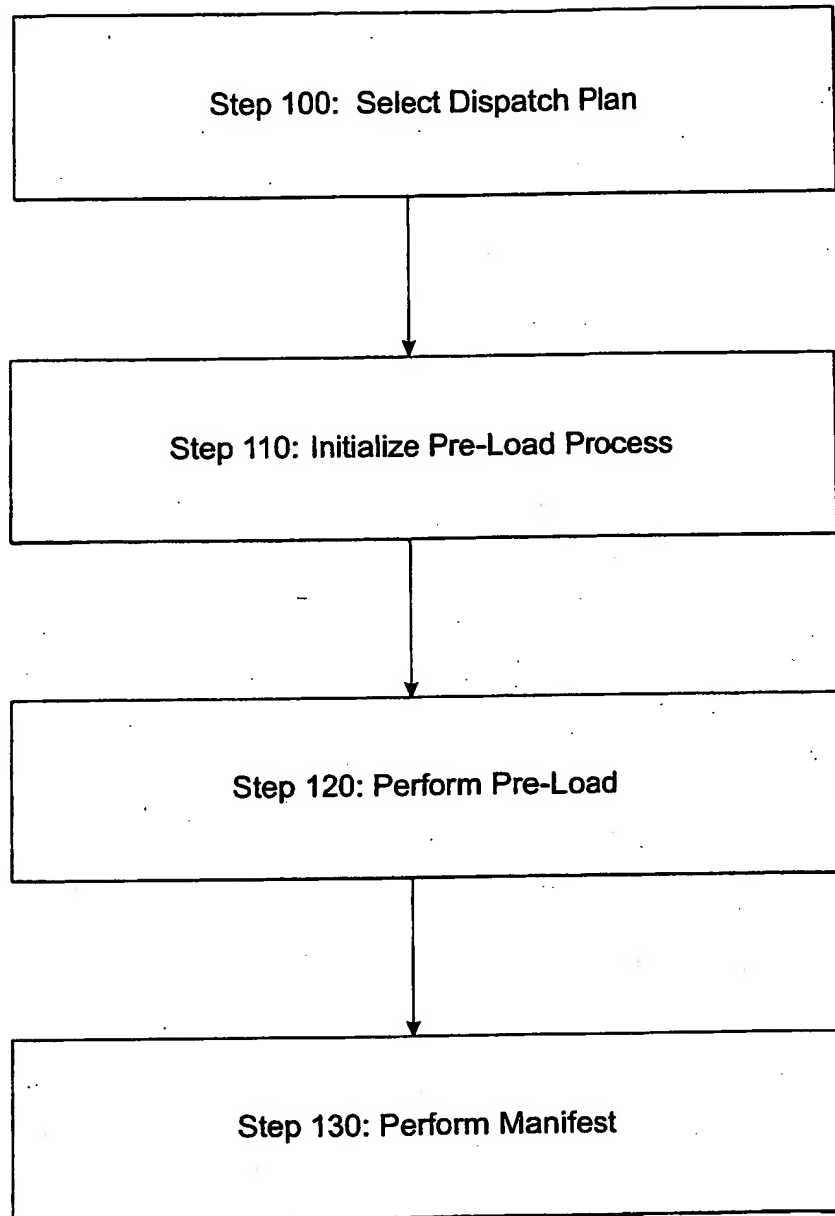 Step 100: Select Dispatch Plan
Step 110: Initialize Pre-Load Process
Step 120: Perform Pre-Load
Step 130: Perform Manifest